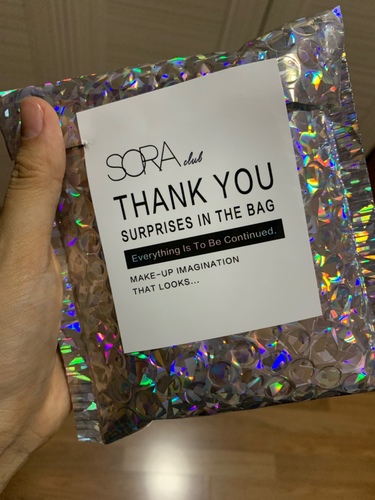 SORA club
THANK YOU
SURPRISES IN THE BAG
Everything Is To Be Continued.
MAKE-UP IMAGINATION
THAT LOOKS...